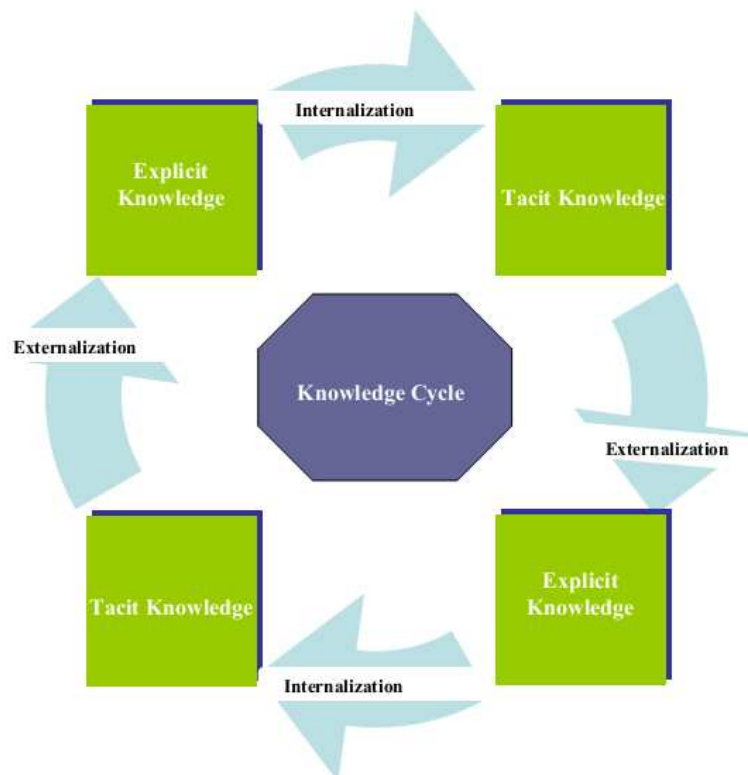 Internalization
Explicit
Knowledge
Tacit Knowledge
Externalization
Knowledge Cycle
Externalization
Tacit Knowledge
Explicit
Knowledge
Internalization